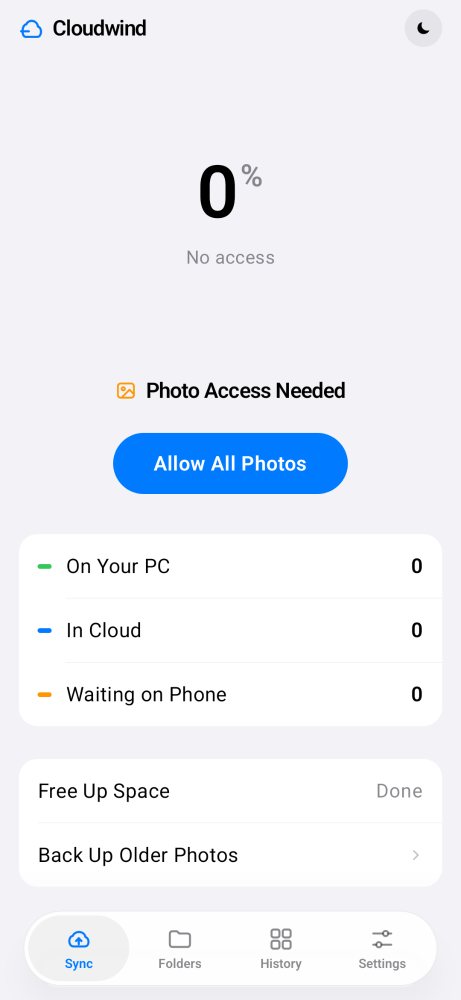 Cloudwind
0%
No access
Photo Access Needed
Allow All Photos
On Your PC 0
In Cloud 0
Waiting on Phone 0
Free Up Space Done
Back Up Older Photos
Sync Folders History Settings